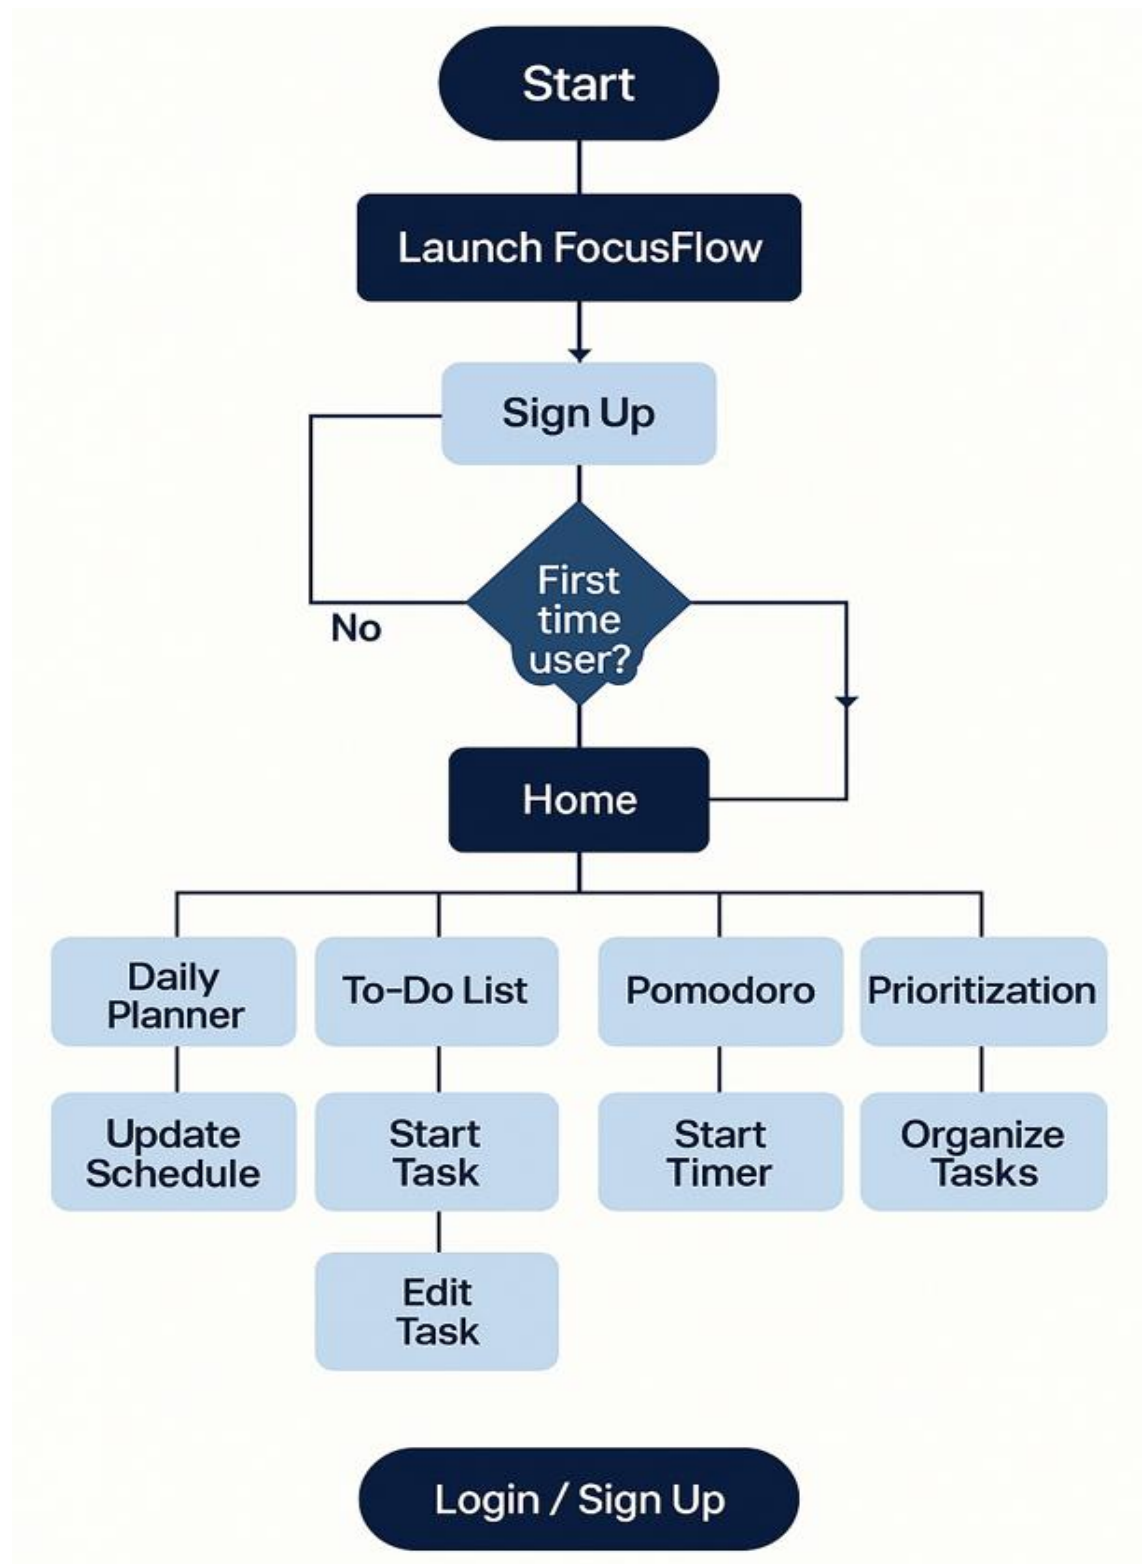 Start
Launch FocusFlow
Sign Up
First
time
user?
No
Home
Daily
Planner
To-Do List
Pomodoro
Prioritization
Update
Schedule
Start
Task
Start
Timer
Organize
Tasks
Edit
Task
Login / Sign Up